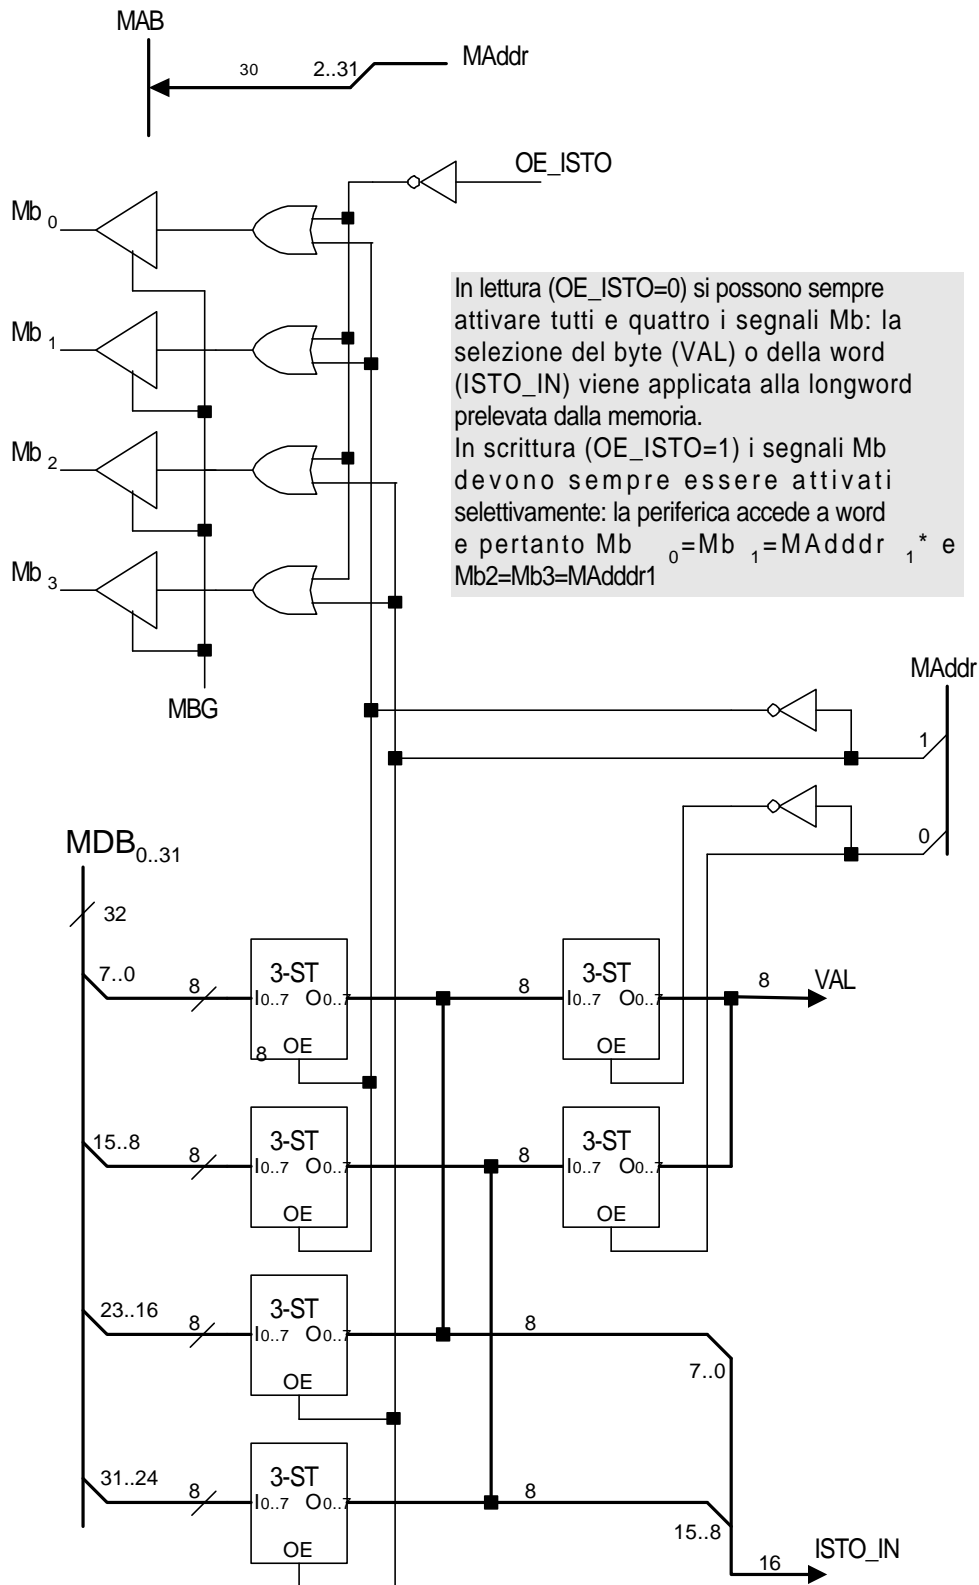 MAB
30 2..31 MAddr
OE_ISTO
Mb 0
Mb 1
Mb 2
Mb 3
MBG
In lettura (OE_ISTO=0) si possono sempre
attivare tutti e quattro i segnali Mb: la
selezione del byte (VAL) o della word
(ISTO_IN) viene applicata alla longword
prelevata dalla memoria.
In scrittura (OE_ISTO=1) i segnali Mb
devono sempre essere attivati
selettivamente: la periferica accede a word
e pertanto Mb 0=Mb 1=MAdddr 1* e
Mb2=Mb3=MAdddr1
MAddr
1
0
MDB0..31
32
7..0 8 3-ST I0..7 O0..7 OE 8
8 3-ST I0..7 O0..7 OE
8 VAL
15..8 8 3-ST I0..7 O0..7 OE
8 3-ST I0..7 O0..7 OE
23..16 8 3-ST I0..7 O0..7 OE
8 7..0
31..24 8 3-ST I0..7 O0..7 OE
8 15..8
16 ISTO_IN